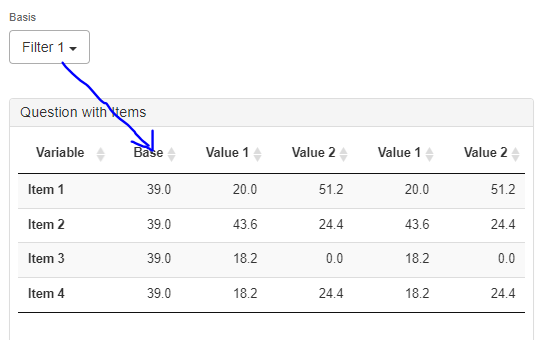 Basis
Filter 1
Question with Items
Variable Base Value 1 Value 2 Value 1 Value 2
Item 1 39.0 20.0 51.2 20.0 51.2
Item 2 39.0 43.6 24.4 43.6 24.4
Item 3 39.0 18.2 0.0 18.2 0.0
Item 4 39.0 18.2 24.4 18.2 24.4